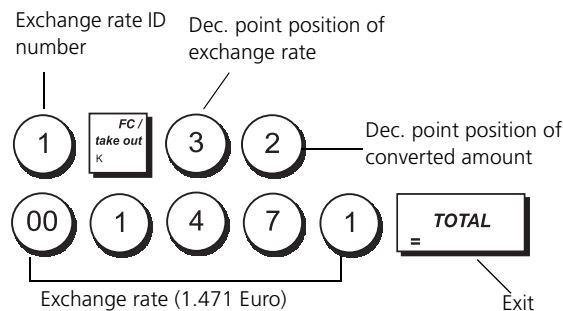 Exchange rate ID
number
Dec. point position of
exchange rate
1
FC /
take out
K
3
2
Dec. point position of
converted amount
00
1
4
7
1
TOTAL
=
Exchange rate (1.471 Euro)
Exit